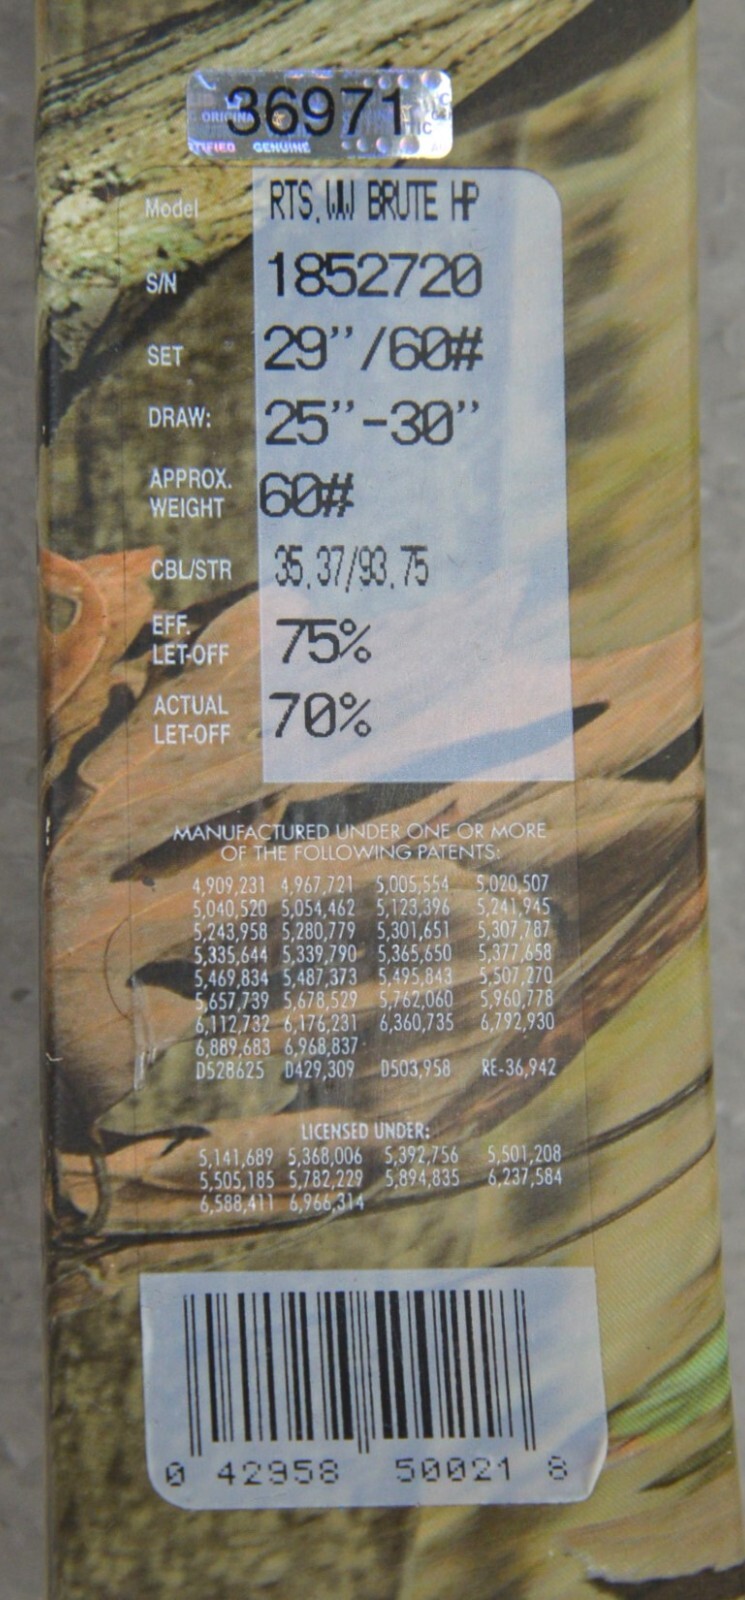 36971
ORIGINA
TIC
TIFIED GENUINE
Model RTS, WW BRUTE HP
S/N 1852720
SET 29"/60#
DRAW: 25"-30"
APPROX. WEIGHT 60#
CBL/STR 35.37/93.75
EFF. LET-OFF 75%
ACTUAL LET-OFF 70%
MANUFACTURED UNDER ONE OR MORE
OF THE FOLLOWING PATENTS:
4,909,231 4,967,721 5,005,554 5,020,507
5,040,520 5,054,462 5,123,396 5,241,945
5,243,958 5,280,779 5,301,651 5,307,787
5,335,644 5,339,790 5,365,650 5,377,658
5,469,834 5,487,373 5,495,843 5,507,270
5,657,739 5,678,529 5,762,060 5,960,778
6,112,732 6,176,231 6,360,735 6,792,930
6,889,683 6,968,837
D528625 D429,309 D503,958 RE-36,942
LICENSED UNDER:
5,141,689 5,368,006 5,392,756 5,501,208
5,505,185 5,782,229 5,894,835 6,237,584
6,588,411 6,966,314
0 42958 50021 8